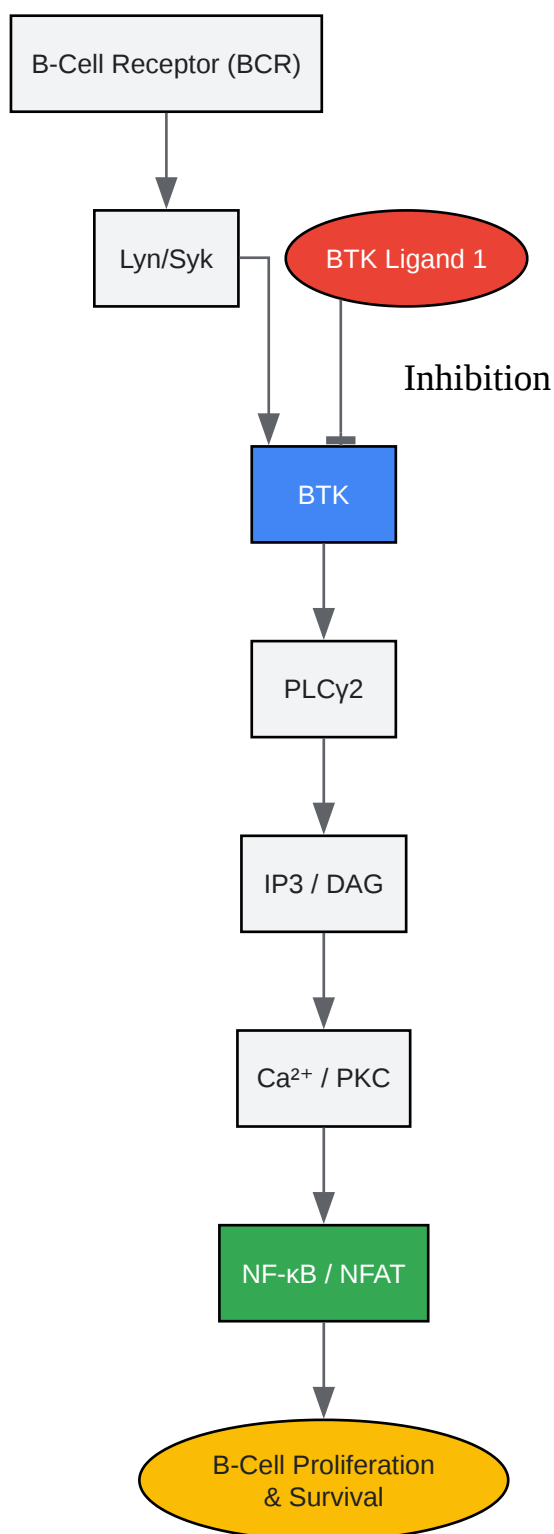 B-Cell Receptor (BCR)
Lyn/Syk
BTK Ligand 1
Inhibition
BTK
PLCγ2
IP3 / DAG
Ca²⁺ / PKC
NF-κB / NFAT
B-Cell Proliferation
& Survival